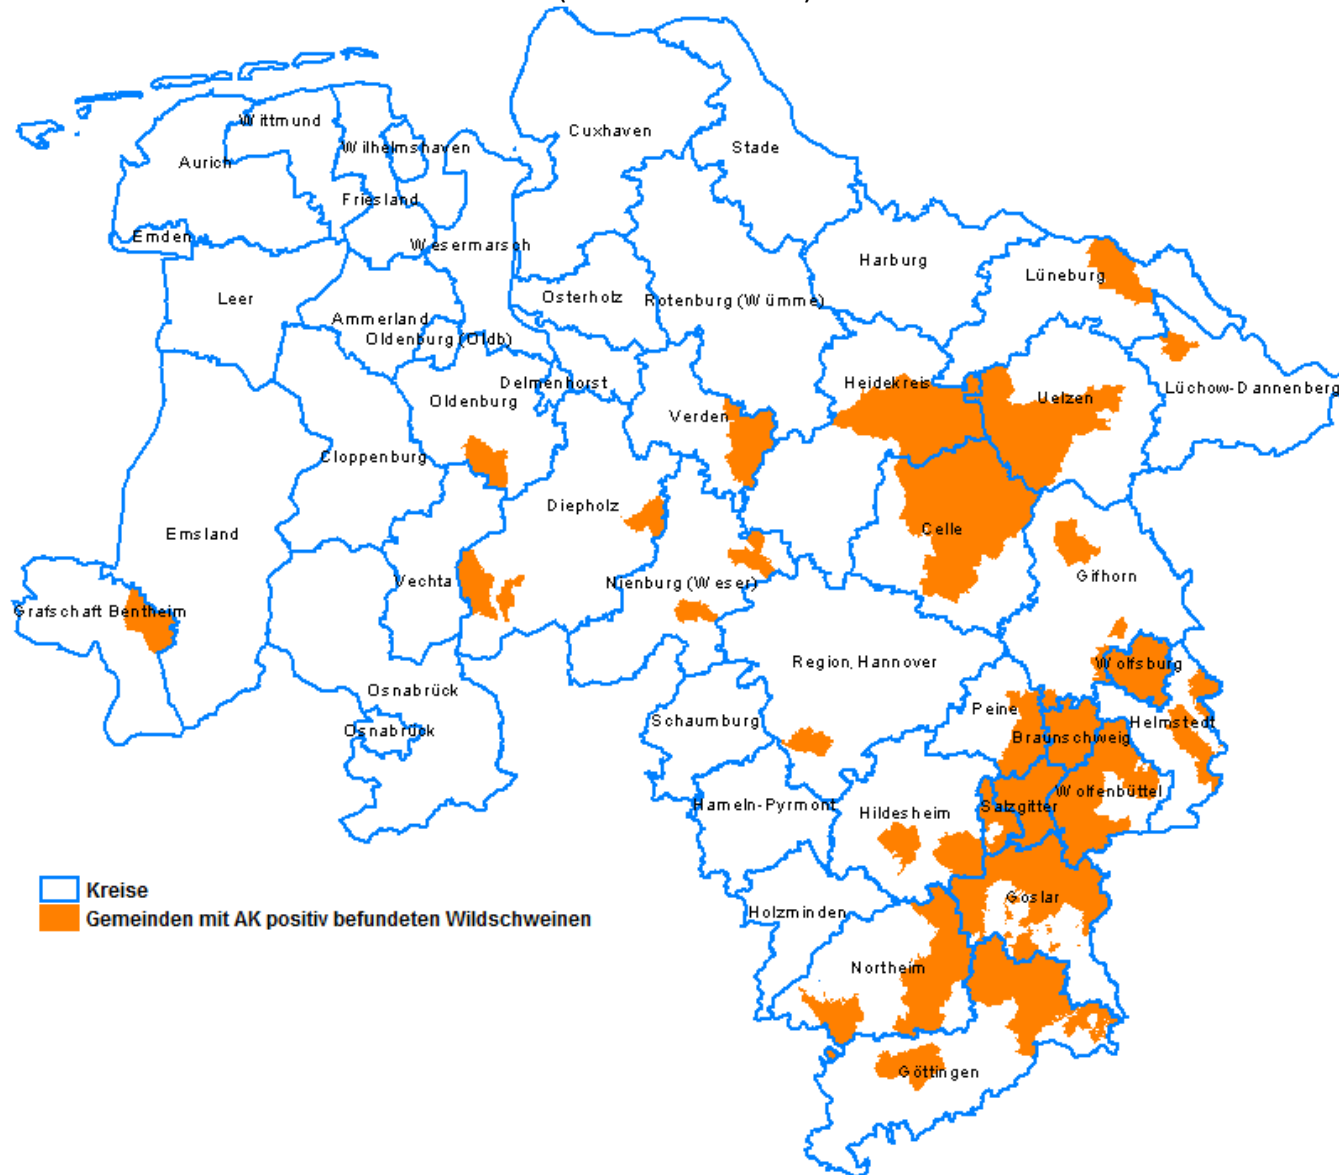 Cuxhaven
Wittmund
Stade
Wilhelmshaven
Aurich
Friesland
Emden
Wesermarsch
Harburg
Lüneburg
Leer
Osterholz
Rotenburg (Wümme)
Ammerland
Oldenburg (Oldb)
Delmenhorst
Heidekreis
Lüchow-Dannenberg
Oldenburg
Uelzen
Verden
Cloppenburg
Diepholz
Emsland
Celle
Vechta
Nienburg (Weser)
Gifhorn
Grafschaft Bentheim
Region, Hannover
Wolfsburg
Osnabrück
Peine
Schaumburg
Helmstedt
Osnabrück
Braunschweig
Wolfenbüttel
Hameln-Pyrmont
Salzgitter
Hildesheim
Kreise
Goslar
Holzminden
Gemeinden mit AK positiv befundeten Wildschweinen
Northeim
Göttingen